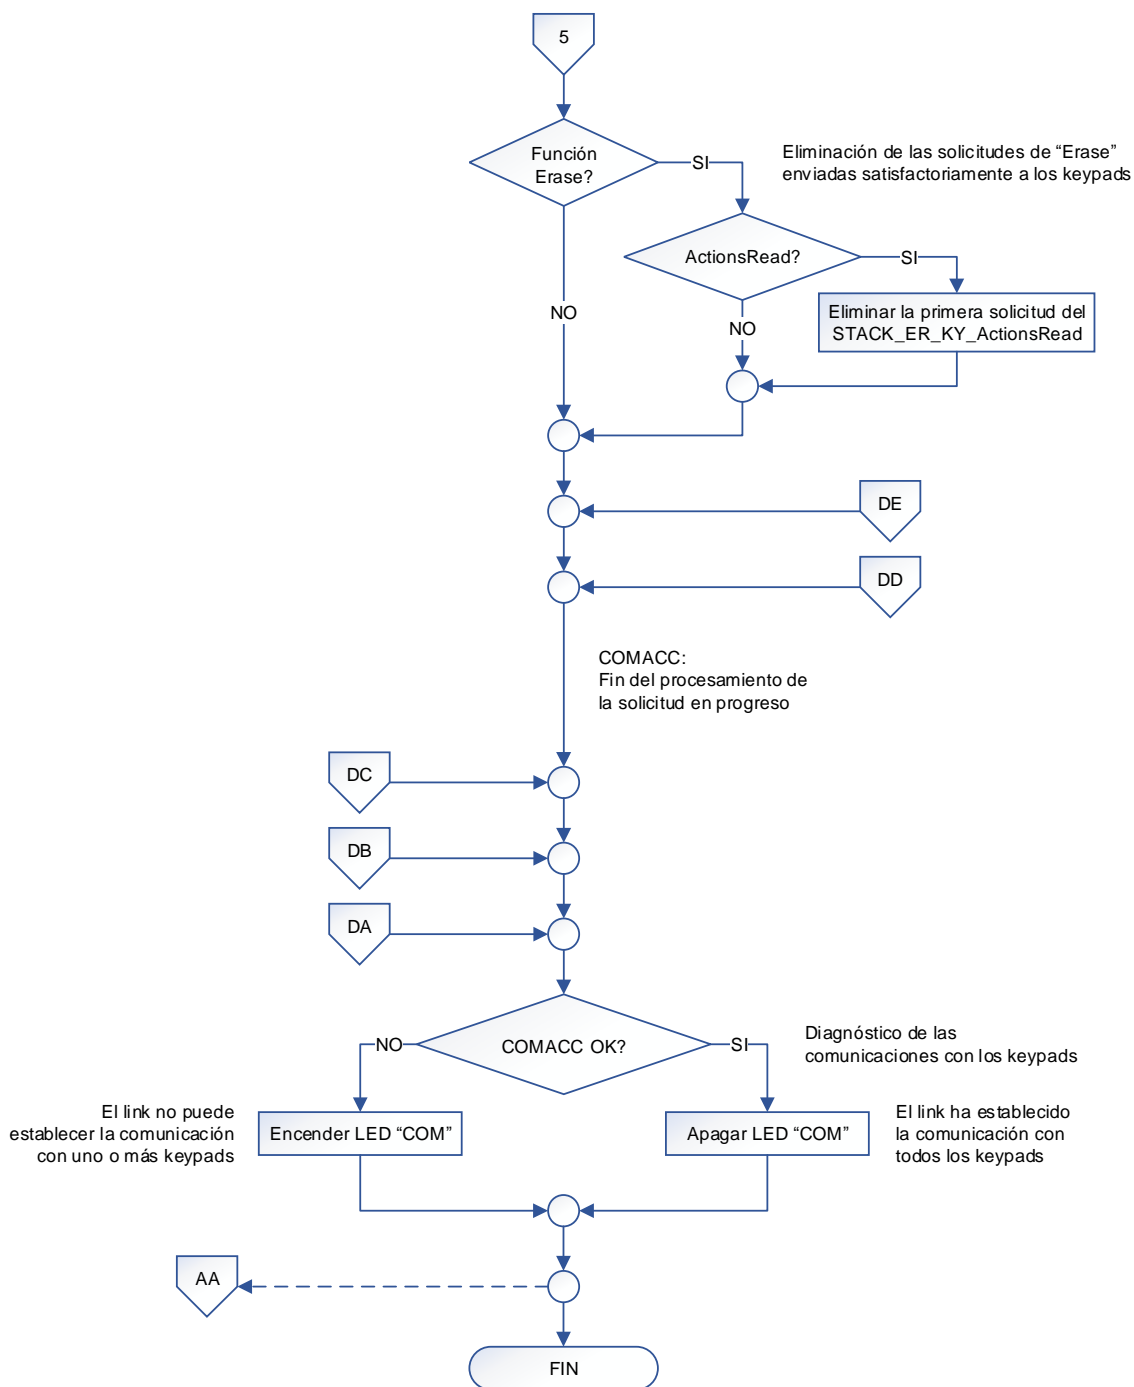 5
Función
Erase?
SI
Eliminación de las solicitudes de “Erase”
enviadas satisfactoriamente a los keypads
ActionsRead?
SI
Eliminar la primera solicitud del
STACK_ER_KY_ActionsRead
NO
NO
DE
DD
COMACC:
Fin del procesamiento de
la solicitud en progreso
DC
DB
DA
COMACC OK?
NO
SI
Diagnóstico de las
comunicaciones con los keypads
El link no puede
establecer la comunicación
con uno o más keypads
Encender LED “COM”
Apagar LED “COM”
El link ha establecido
la comunicación con
todos los keypads
AA
FIN